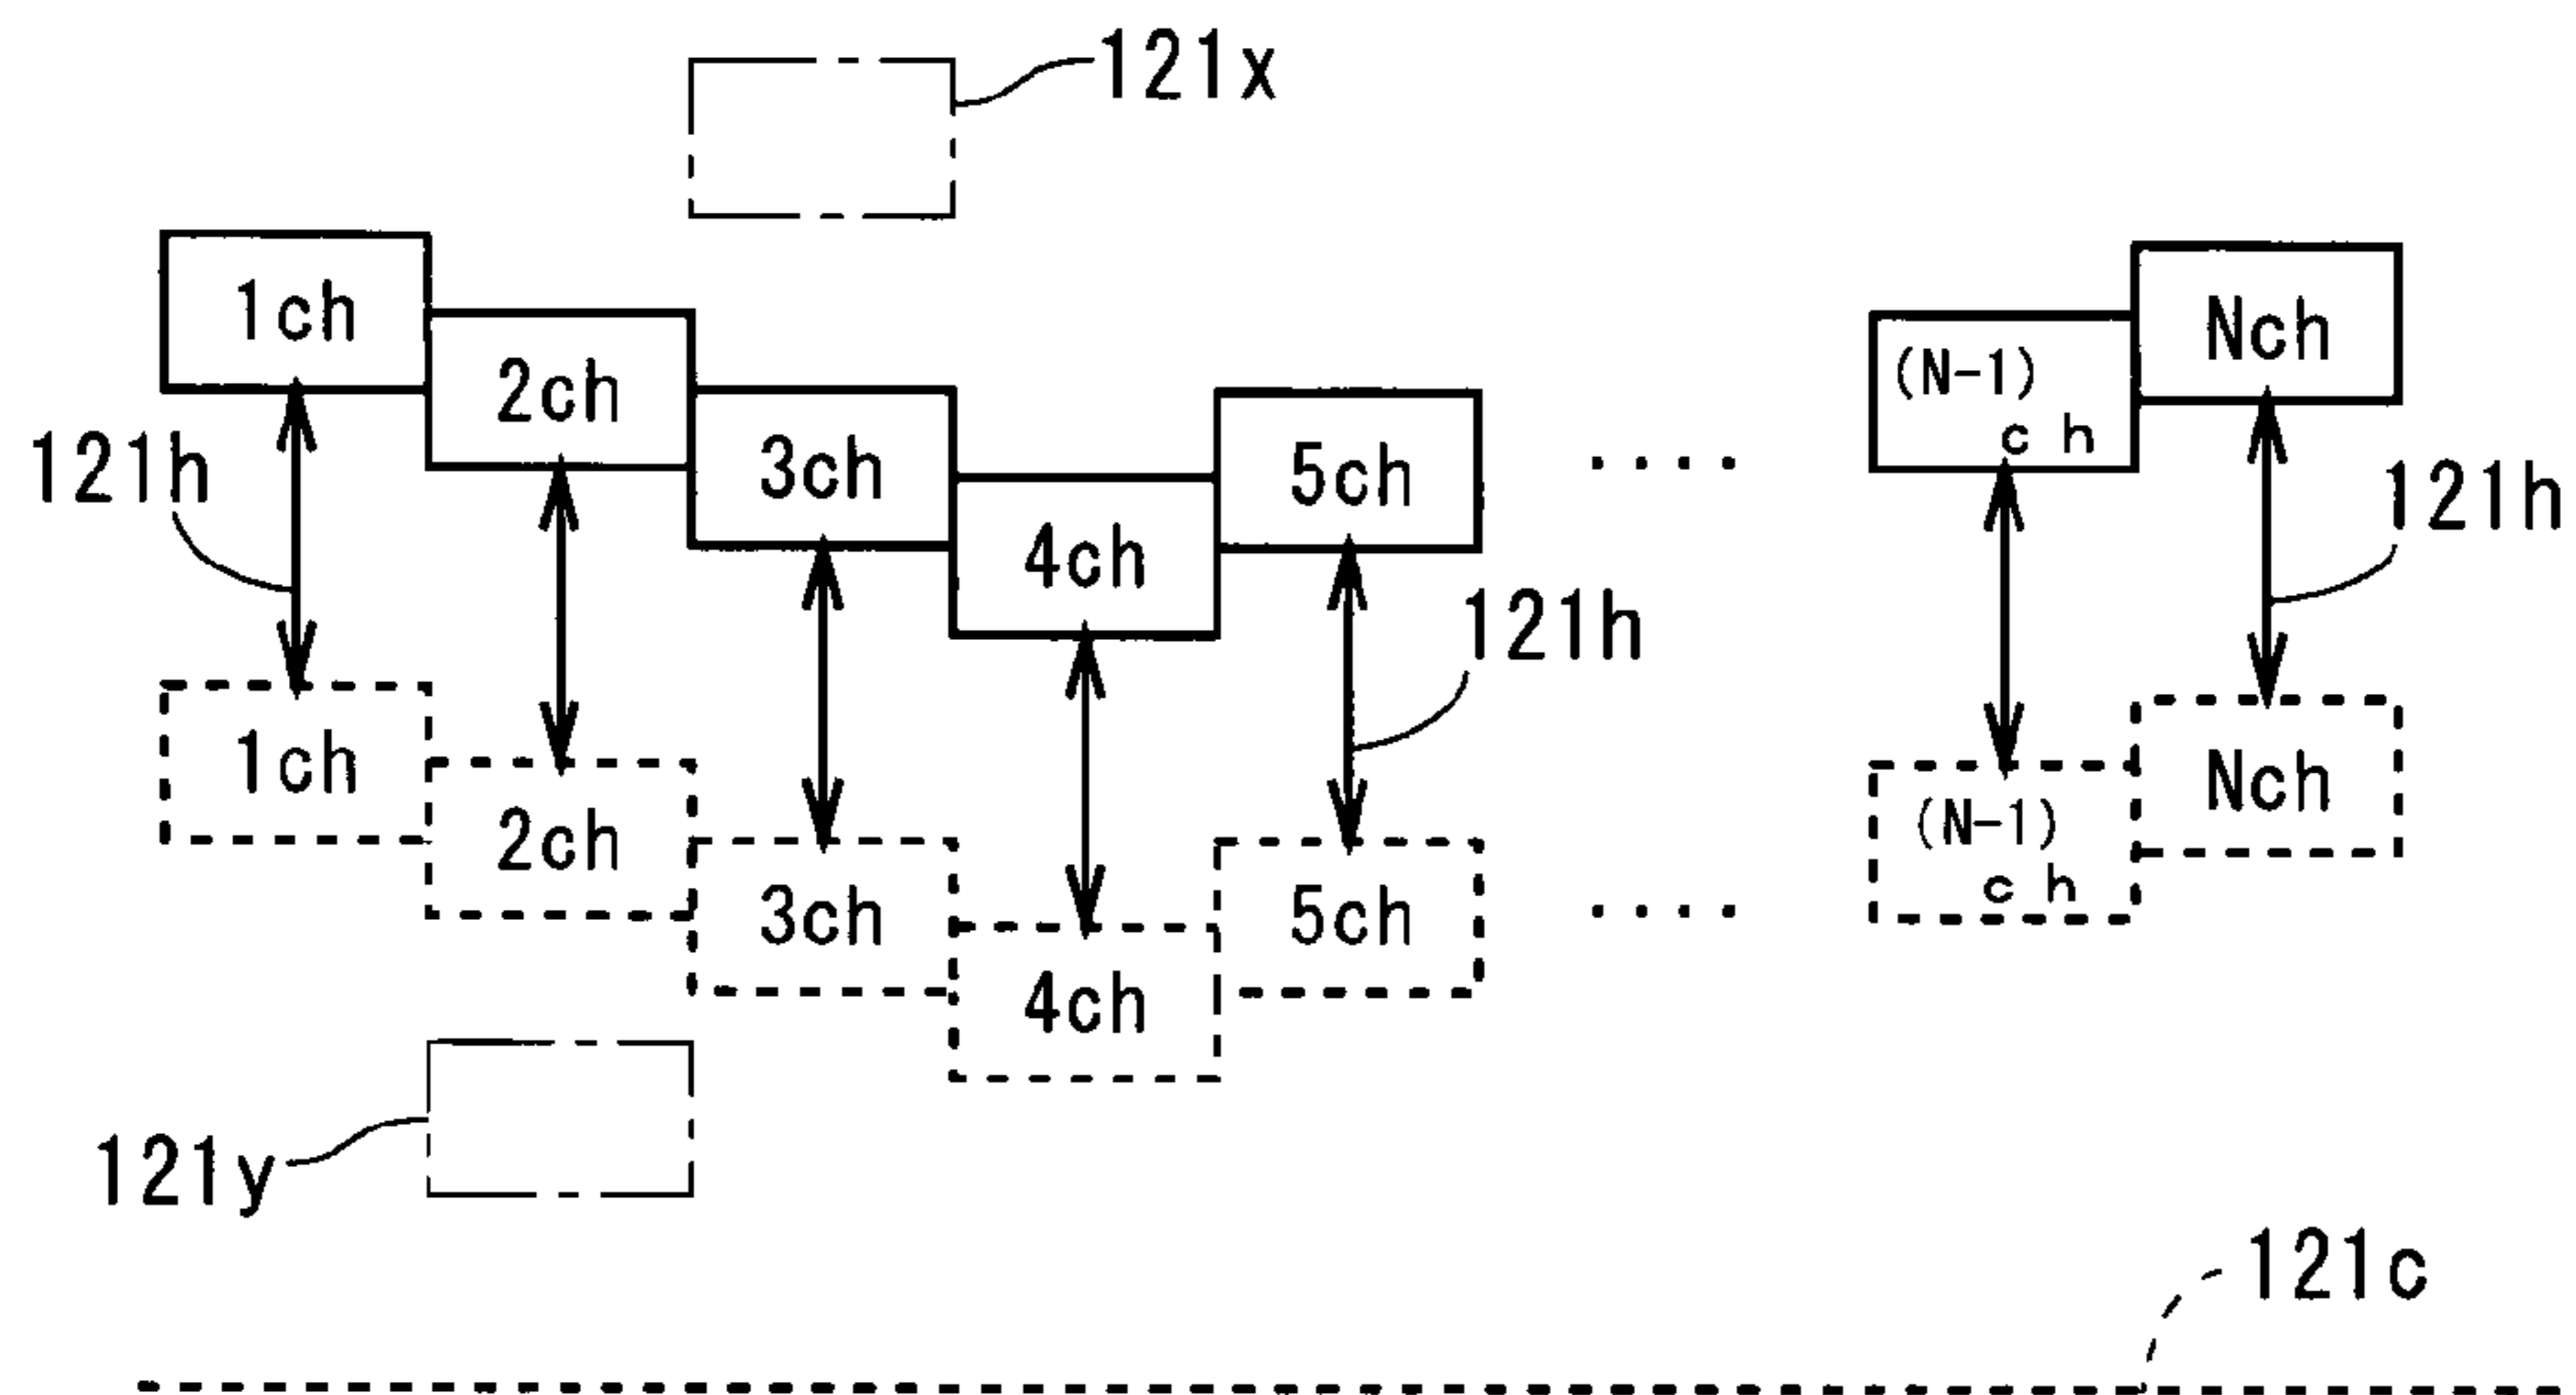 121x
1ch
2ch
3ch
4ch
5ch
....
(N-1)
ch
Nch
121h
121h
121h
1ch
2ch
3ch
4ch
5ch
....
(N-1)
ch
Nch
121y
121c